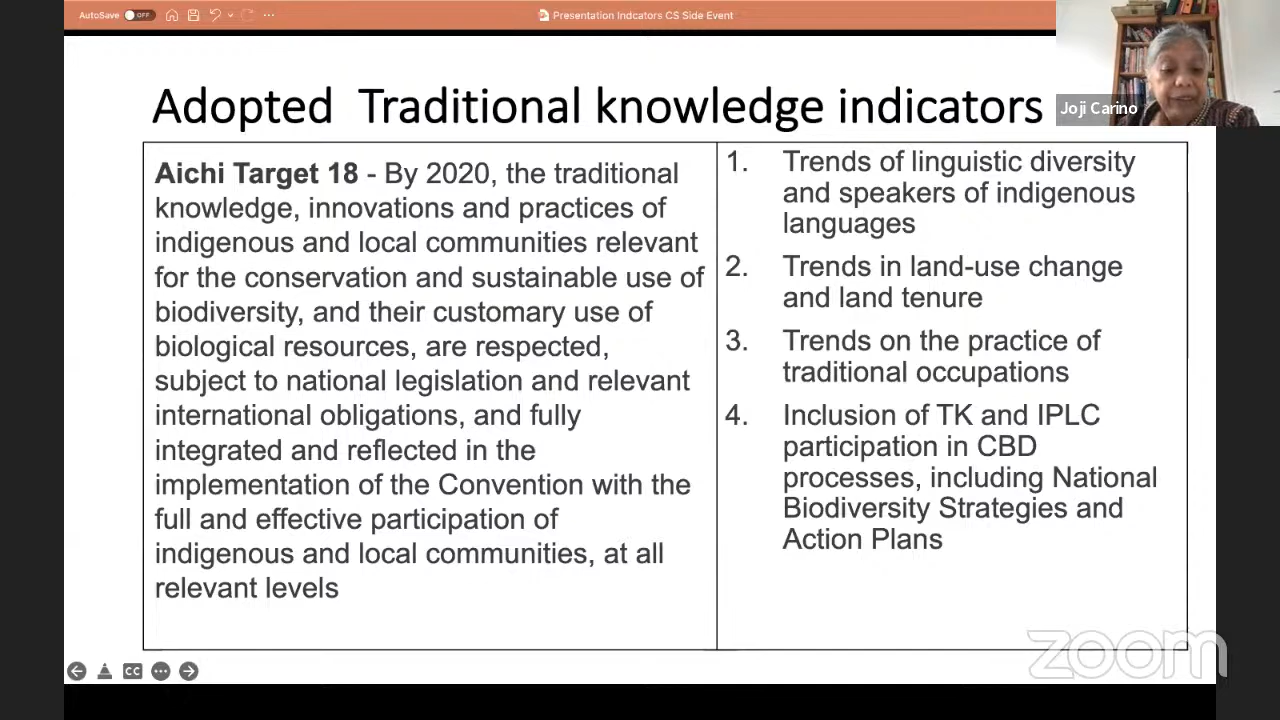 AutoSave OFF
Presentation Indcators CS Side Event
Joji Carino
Adopted Traditional knowledge indicators
Aichi Target 18 - By 2020, the traditional
knowledge, innovations and practices of
indigenous and local communities relevant
for the conservation and sustainable use of
biodiversity, and their customary use of
biological resources, are respected,
subject to national legislation and relevant
international obligations, and fully
integrated and reflected in the
implementation of the Convention with the
full and effective participation of
indigenous and local communities, at all
relevant levels
1. Trends of linguistic diversity
and speakers of indigenous
languages
2. Trends in land-use change
and land tenure
3. Trends on the practice of
traditional occupations
4. Inclusion of TK and IPLC
participation in CBD
processes, including National
Biodiversity Strategies and
Action Plans
CC
zoom